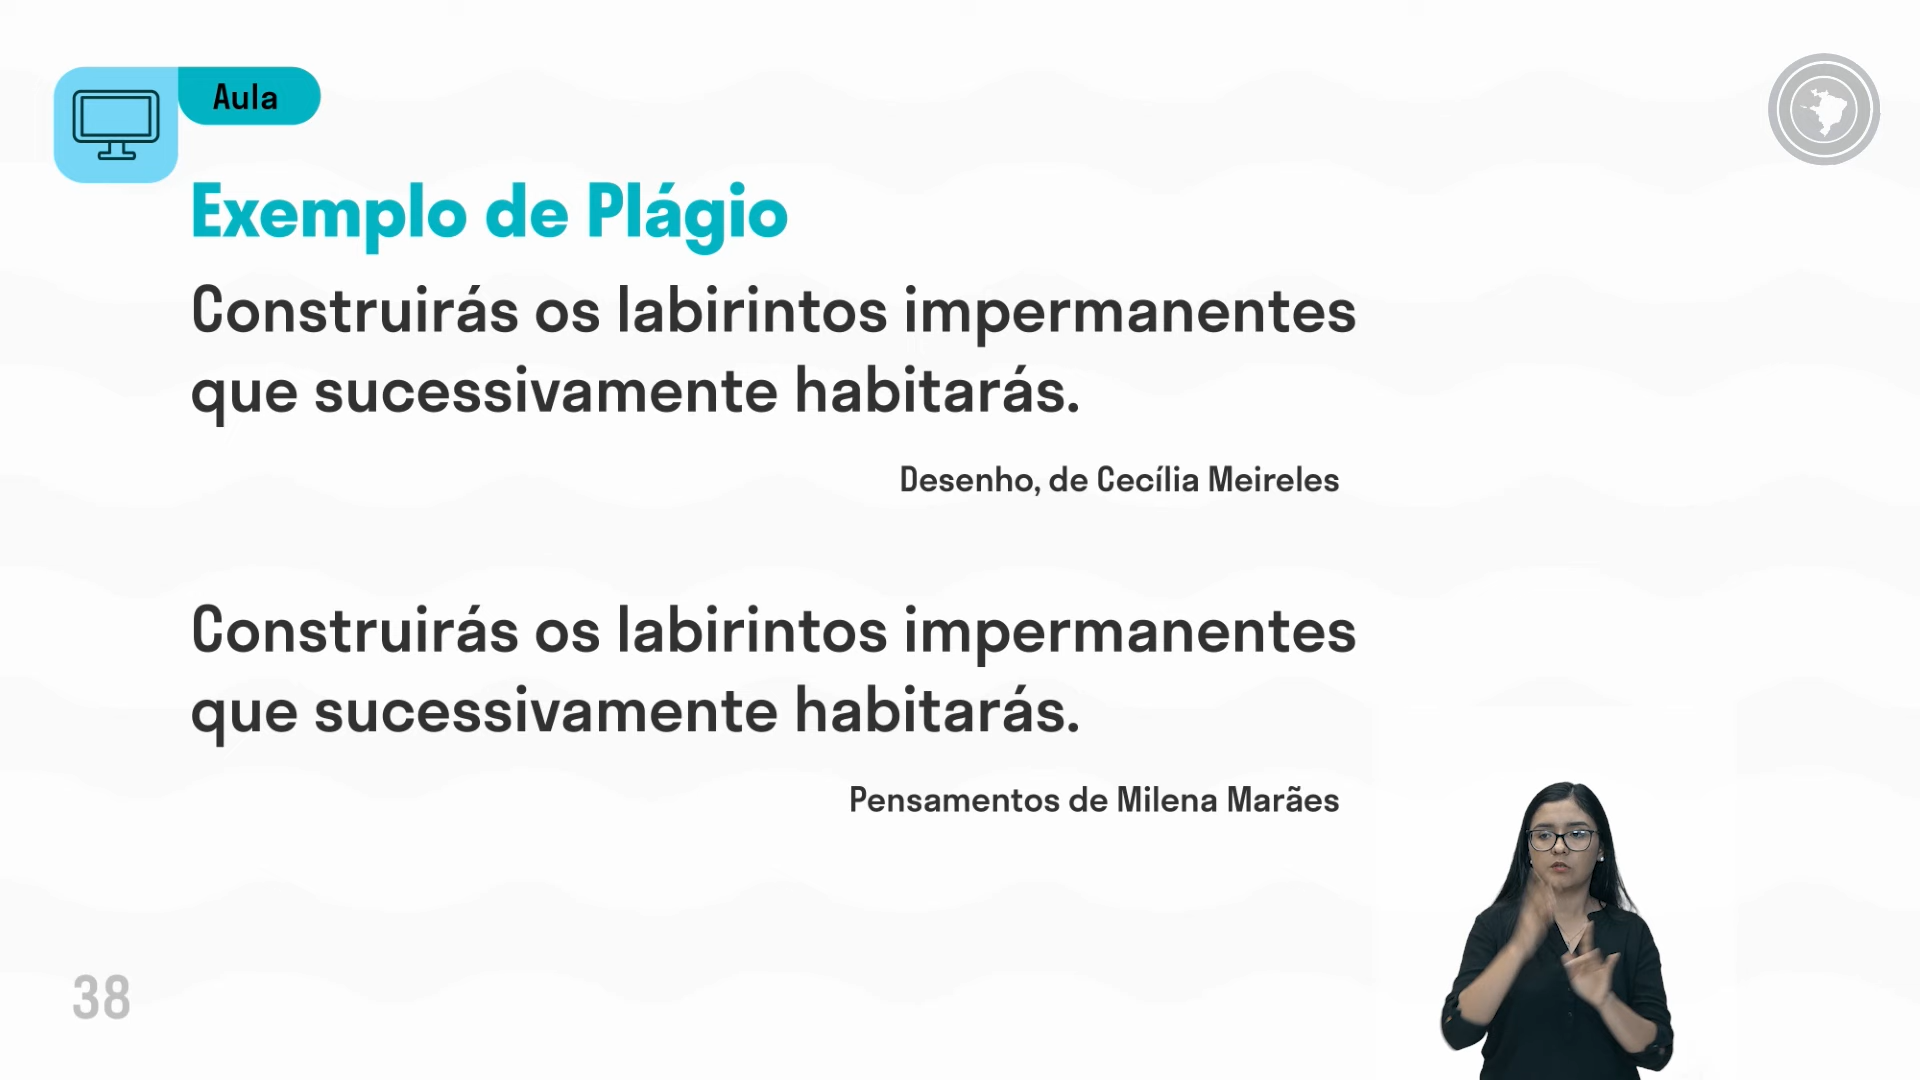 Aula
Exemplo de Plágio
Construirás os labirintos impermanentes
que sucessivamente habitarás.
Desenho, de Cecília Meireles
Construirás os labirintos impermanentes
que sucessivamente habitarás.
Pensamentos de Milena Marães
38